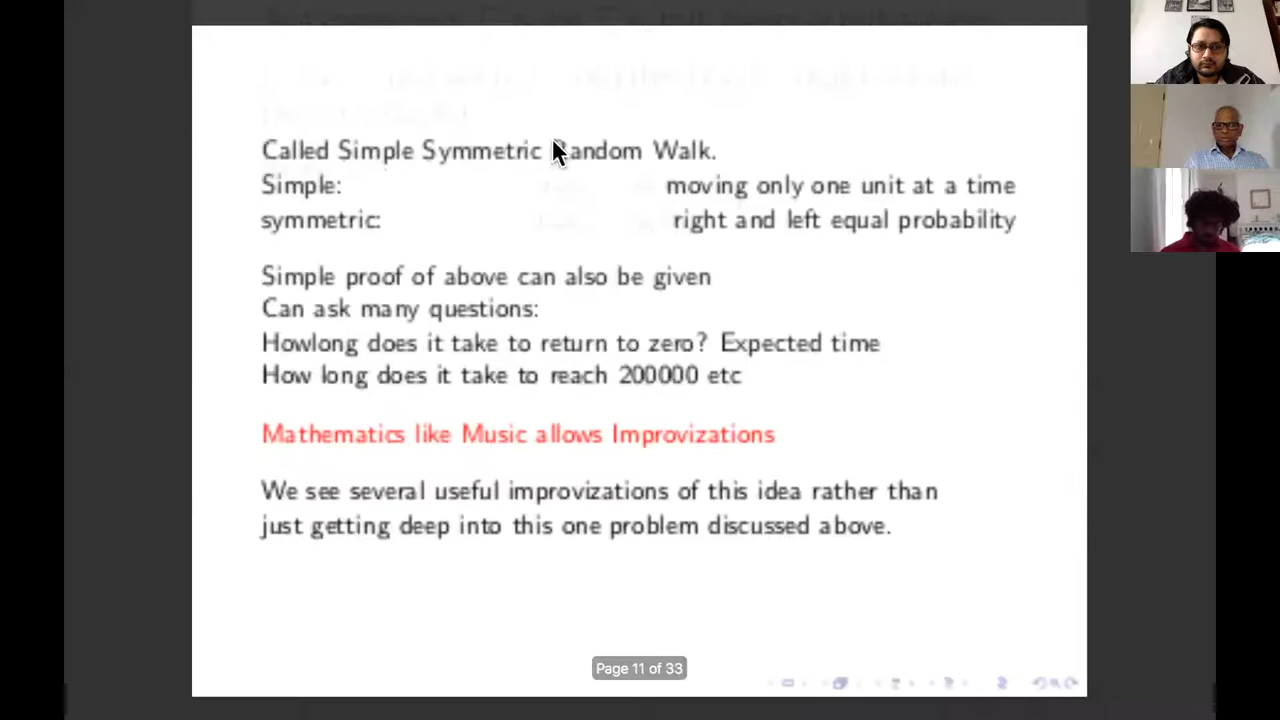 Called Simple Symmetric Random Walk.
Simple: moving only one unit at a time
symmetric: right and left equal probability
Simple proof of above can also be given
Can ask many questions:
Howlong does it take to return to zero? Expected time
How long does it take to reach 200000 etc
Mathematics like Music allows Improvizations
We see several useful improvizations of this idea rather than
just getting deep into this one problem discussed above.
Page 11 of 33